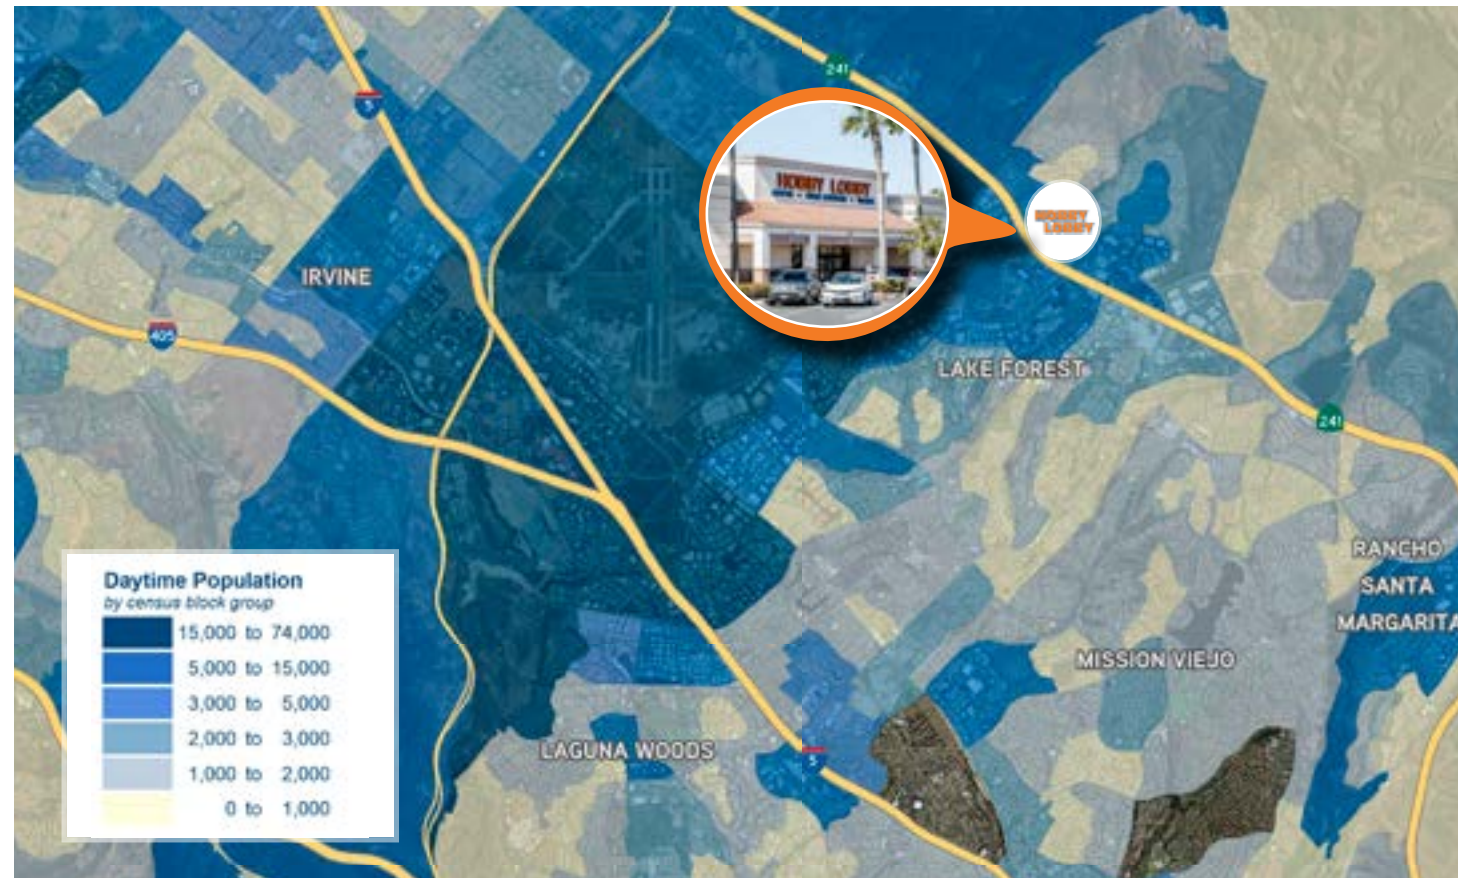 241
5
HOBBY LOBBY
HOBBY
LOBBY
IRVINE
405
LAKE FOREST
241
RANCHO
SANTA
MARGARITA
MISSION VIEJO
LAGUNA WOODS
5
Daytime Population
by census block group
15,000 to 74,000
5,000 to 15,000
3,000 to 5,000
2,000 to 3,000
1,000 to 2,000
0 to 1,000